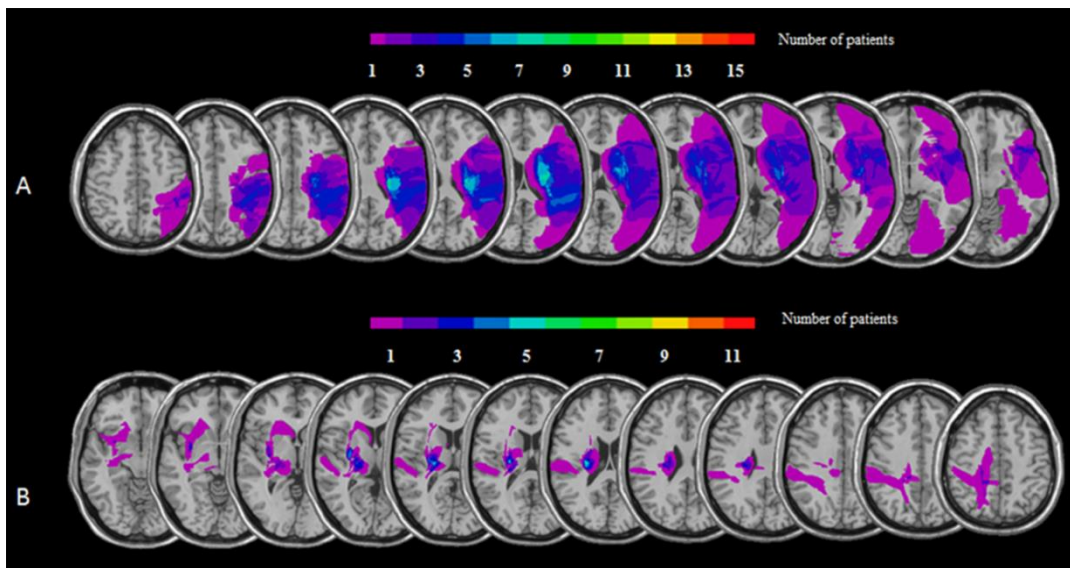 Number of patients
1 3 5 7 9 11 13 15
A
Number of patients
1 3 5 7 9 11
B